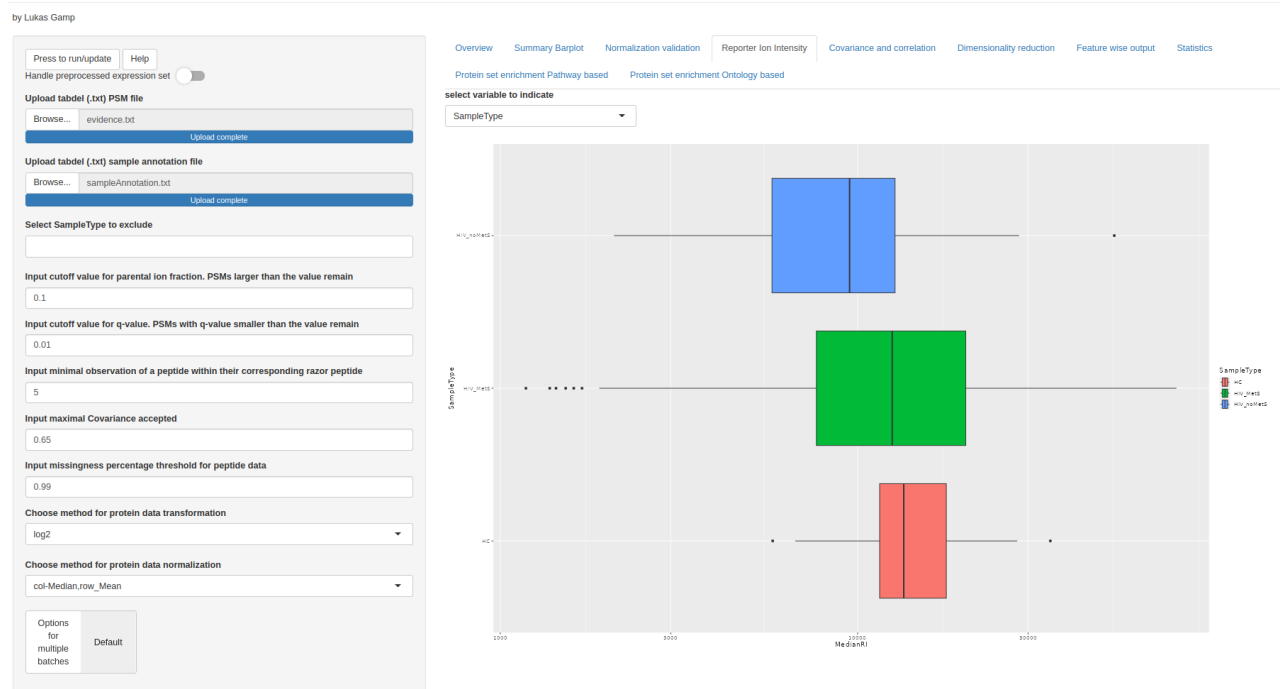 by Lukas Gamp
Press to run/update
Help
Handle preprocessed expression set
Upload tabdel (.txt) PSM file
Browse...
evidence.txt
Upload complete
Upload tabdel (.txt) sample annotation file
Browse...
sampleAnnotation.txt
Upload complete
Select SampleType to exclude
Input cutoff value for parental ion fraction. PSMs larger than the value remain
0.1
Input cutoff value for q-value. PSMs with q-value smaller than the value remain
0.01
Input minimal observation of a peptide within their corresponding razor peptide
5
Input maximal Covariance accepted
0.65
Input missingness percentage threshold for peptide data
0.99
Choose method for protein data transformation
log2
Choose method for protein data normalization
col-Median,row_Mean
Options
for
multiple
batches
Default
Overview
Summary Barplot
Normalization validation
Reporter Ion Intensity
Covariance and correlation
Dimensionality reduction
Feature wise output
Statistics
Protein set enrichment Pathway based
Protein set enrichment Ontology based
select variable to indicate
SampleType
SampleType
HIV_noMetS
HIV_MetS
HC
1000
3000
10000
30000
MedianRI
SampleType
HC
HIV_MetS
HIV_noMetS